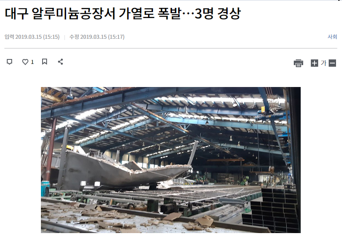 대구 알루미늄공장서 가열로 폭발…3명 경상
입력 2019.03.15 (15:15) | 수정 2019.03.15 (15:17) 사회
1 가